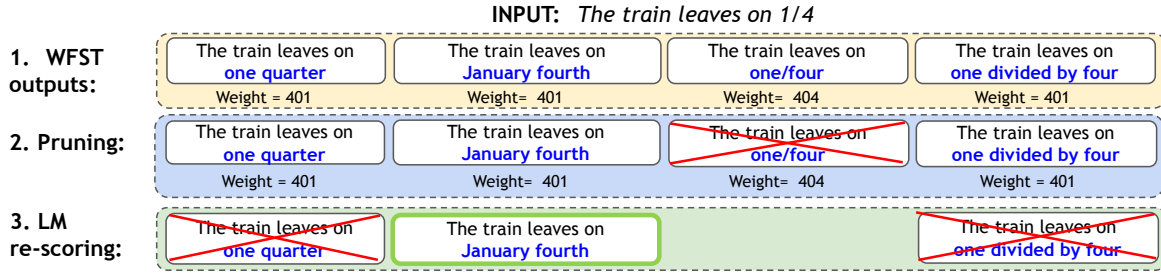 INPUT: The train leaves on 1/4
1. WFST
outputs:
The train leaves on
one quarter
The train leaves on
January fourth
The train leaves on
one/four
The train leaves on
one divided by four
Weight = 401
Weight= 401
Weight= 404
Weight = 401
2. Pruning:
The train leaves on
one quarter
The train leaves on
January fourth
The train leaves on
one/four
The train leaves on
one divided by four
Weight = 401
Weight= 401
Weight= 404
Weight = 401
3. LM
re-scoring:
The train leaves on
one quarter
The train leaves on
January fourth
The train leaves on
one divided by four